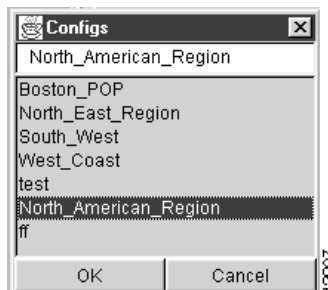 Configs
North_American_Region
Boston_POP
North_East_Region
South_West
West_Coast
test
North_American_Region
ff
OK Cancel